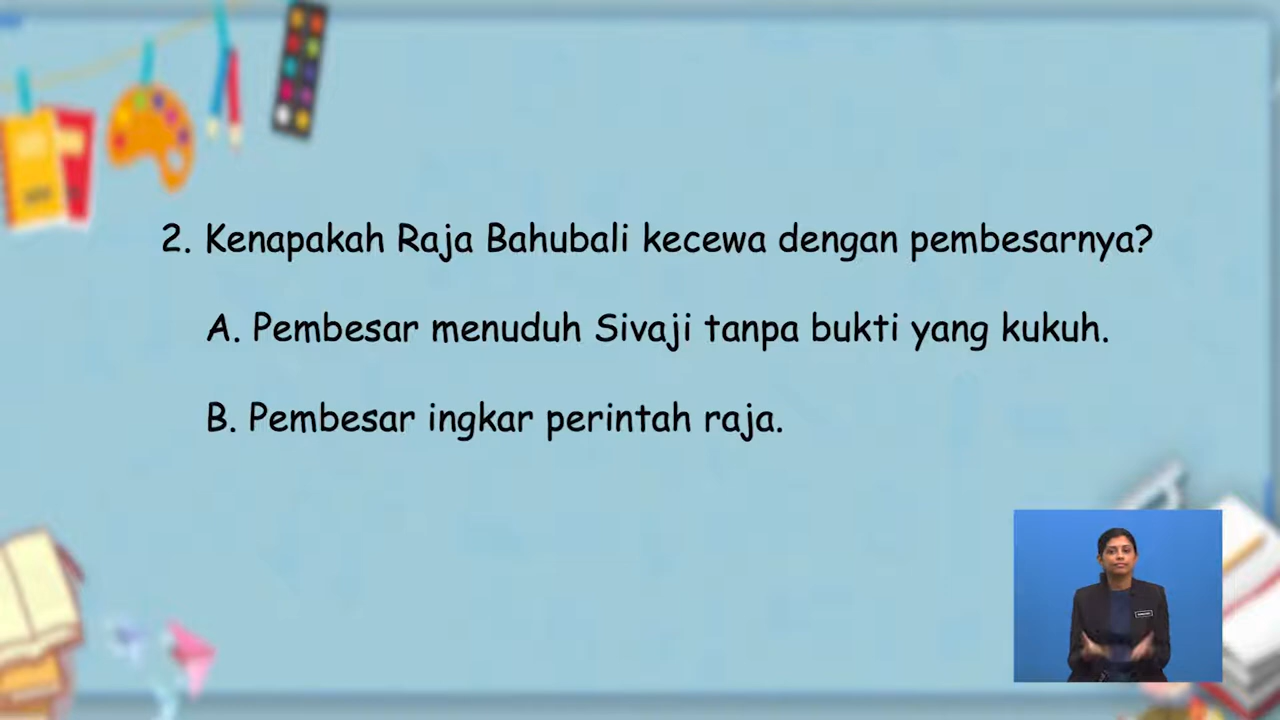 2. Kenapakah Raja Bahubali kecewa dengan pembesarnya?
A. Pembesar menuduh Sivaji tanpa bukti yang kukuh.
B. Pembesar ingkar perintah raja.